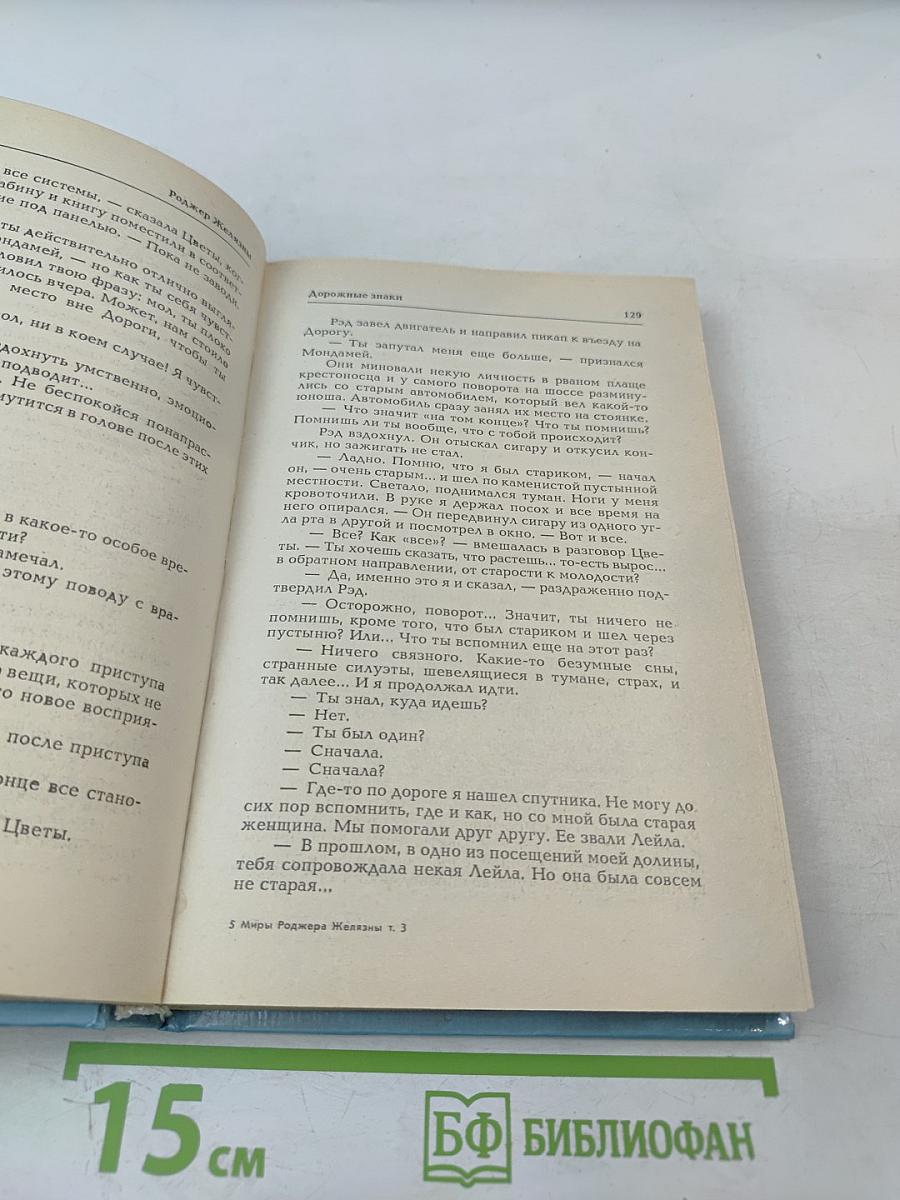 Роджер Желязны
все системы, — сказала Цветы, ког-
абину и книгу поместили в соответ-
ие под панелью. — Пока не заводи.
ты действительно отлично выгля-
ондамей, — но как ты себя чувст-
ловил твою фразу: мол, ты плохо
илось вчера. Может, нам стоило
место вне Дороги, чтобы ты
ол, ни в коем случае! Я чувст-
дохнуть умственно, эмоцио-
подводит...
Не беспокойся понапрас-
мутится в голове после этих
в какое-то особое вре-
ти?
амечал.
этому поводу с вра-
каждого приступа
вещи, которых не
о новое восприя-
после приступа
онце все стано-
Цветы.
Дорожные знаки 129
Рэд завел двигатель и направил пикап к въезду на
Дорогу.
— Ты запутал меня еще больше, — признался
Мондамей.
Они миновали некую личность в рваном плаще
крестоносца и у самого поворота на шоссе размину-
лись со старым автомобилем, который вел какой-то
юноша. Автомобиль сразу занял их место на стоянке.
— Что значит «на том конце»? Что ты помнишь?
Помнишь ли ты вообще, что с тобой происходит?
Рэд вздохнул. Он отыскал сигару и откусил кон-
чик, но зажигать не стал.
— Ладно. Помню, что я был стариком, — начал
он, — очень старым... и шел по каменистой пустынной
местности. Светало, поднимался туман. Ноги у меня
кровоточили. В руке я держал посох и все время на
него опирался. — Он передвинул сигару из одного уг-
ла рта в другой и посмотрел в окно. — Вот и все.
— Все? Как «все»? — вмешалась в разговор Цве-
ты. — Ты хочешь сказать, что растешь... то-есть вырос...
в обратном направлении, от старости к молодости?
— Да, именно это я и сказал, — раздраженно под-
твердил Рэд.
— Осторожно, поворот... Значит, ты ничего не
помнишь, кроме того, что был стариком и шел через
пустыню? Или... Что ты вспомнил еще на этот раз?
— Ничего связного. Какие-то безумные сны,
странные силуэты, шевелящиеся в тумане, страх, и
так далее... И я продолжал идти.
— Ты знал, куда идешь?
— Нет.
— Ты был один?
— Сначала.
— Сначала?
— Где-то по дороге я нашел спутника. Не могу до
сих пор вспомнить, где и как, но со мной была старая
женщина. Мы помогали друг другу. Ее звали Лейла.
— В прошлом, в одно из посещений моей долины,
тебя сопровождала некая Лейла. Но она была совсем
не старая...
5 Миры Роджера Желязны т. 3
15 см
БФ БИБЛИОФАН